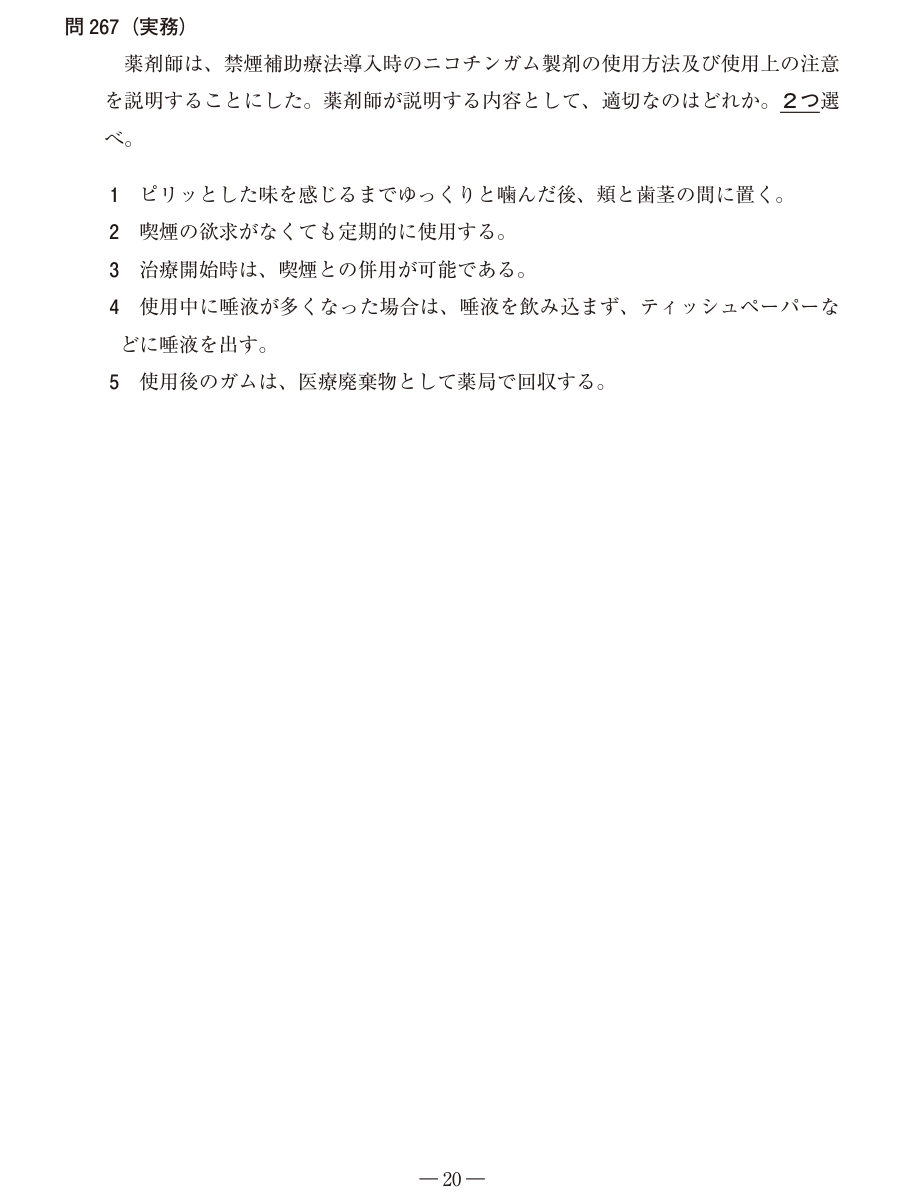 問 267（実務）
薬剤師は、禁煙補助療法導入時のニコチンガム製剤の使用方法及び使用上の注意
を説明することにした。薬剤師が説明する内容として、適切なのはどれか。２つ選
べ。
1 ピリッとした味を感じるまでゆっくりと噛んだ後、頬と歯茎の間に置く。
2 喫煙の欲求がなくても定期的に使用する。
3 治療開始時は、喫煙との併用が可能である。
4 使用中に唾液が多くなった場合は、唾液を飲み込まず、ティッシュペーパーな
どに唾液を出す。
5 使用後のガムは、医療廃棄物として薬局で回収する。
― 20 ―